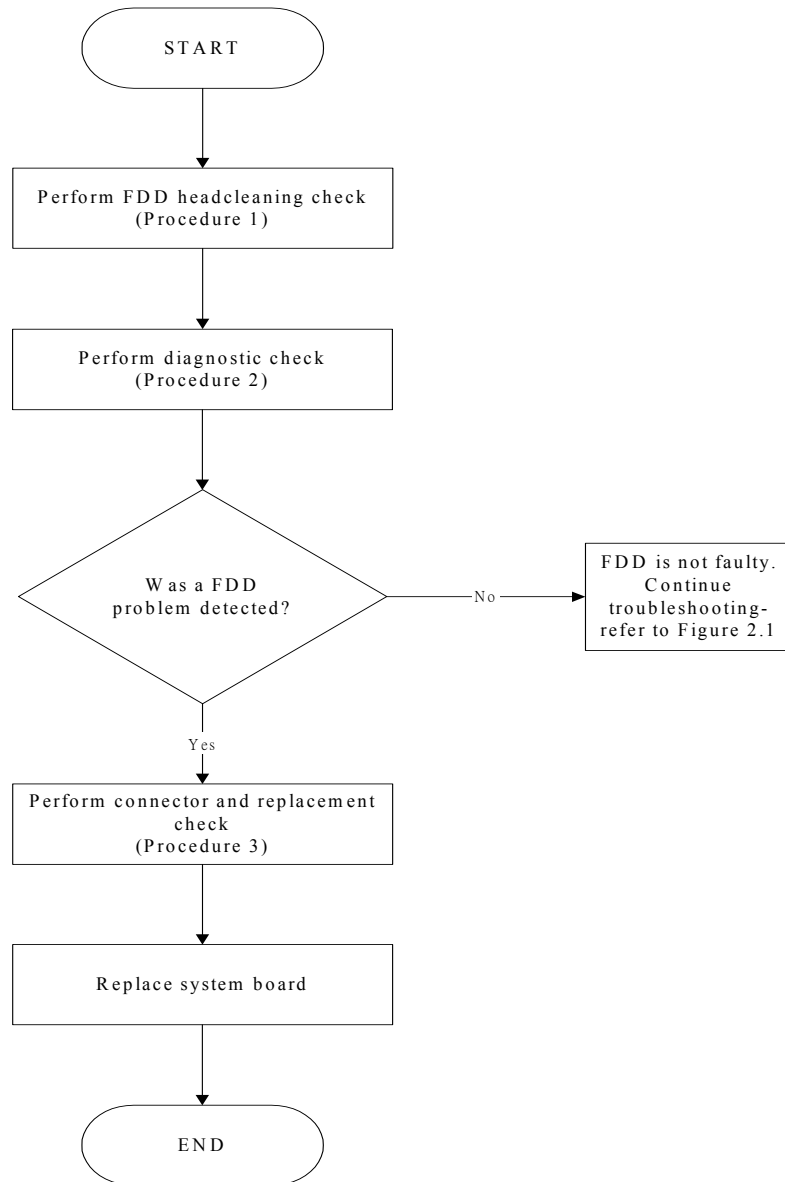 START
Perform FDD headcleaning check
(Procedure 1)
Perform diagnostic check
(Procedure 2)
Was a FDD
problem detected?
No
FDD is not faulty.
Continue
troubleshooting-
refer to Figure 2.1
Yes
Perform connector and replacement
check
(Procedure 3)
Replace system board
END